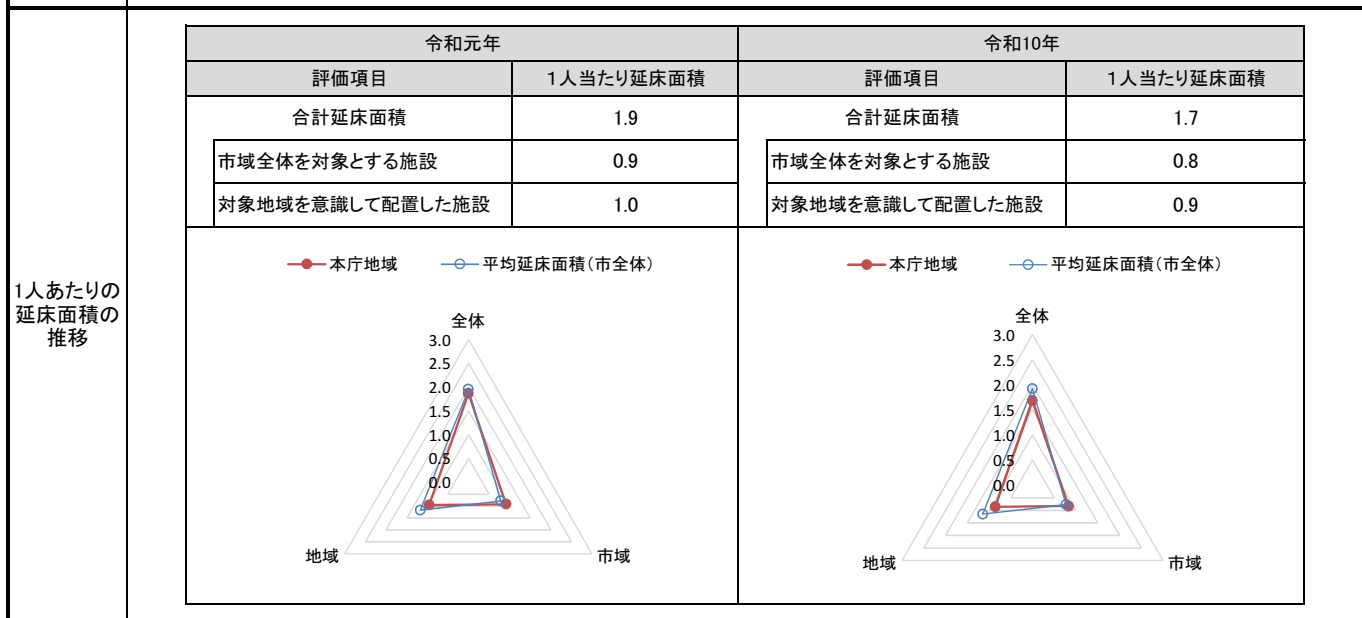 令和元年
令和10年
評価項目
1人当たり延床面積
評価項目
1人当たり延床面積
合計延床面積
1.9
合計延床面積
1.7
市域全体を対象とする施設
0.9
市域全体を対象とする施設
0.8
対象地域を意識して配置した施設
1.0
対象地域を意識して配置した施設
0.9
1人あたりの
延床面積の
推移
本庁地域
平均延床面積(市全体)
全体
3.0
2.5
2.0
1.5
1.0
0.5
0.0
地域
市域
本庁地域
平均延床面積(市全体)
全体
3.0
2.5
2.0
1.5
1.0
0.5
0.0
地域
市域